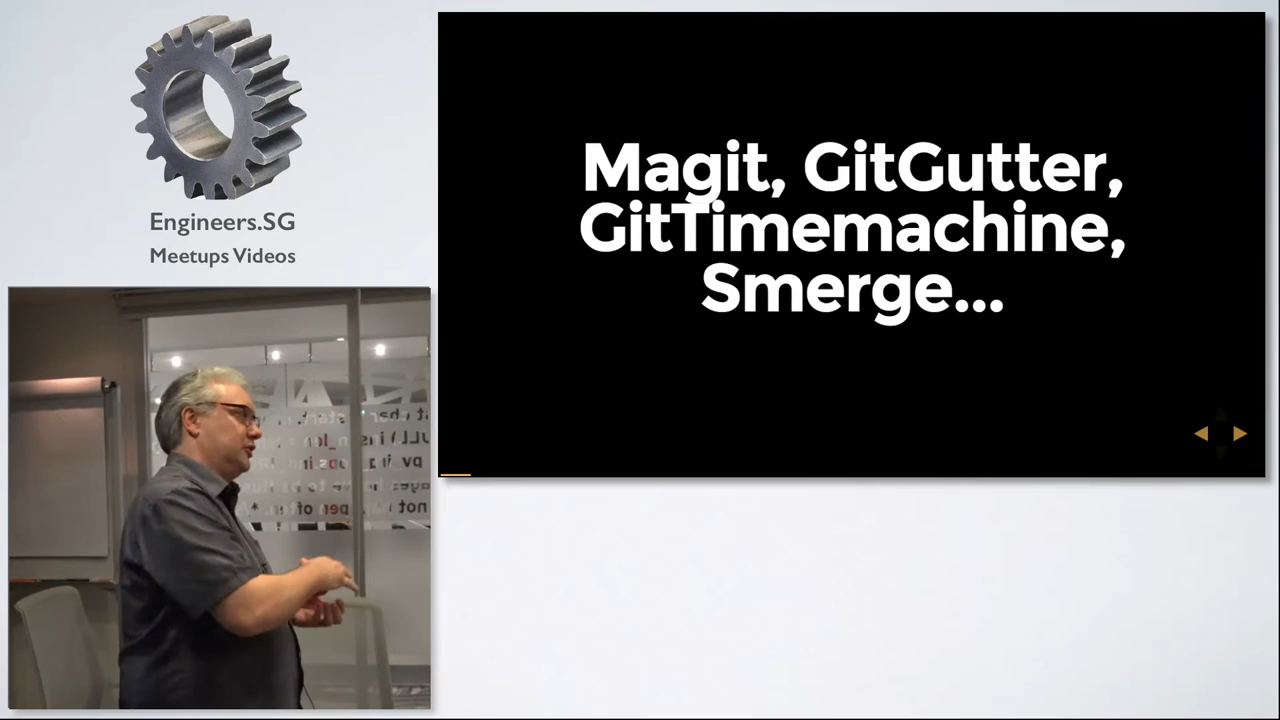 Engineers.SG
Meetups Videos
Magit, GitGutter,
GitTimemachine,
Smerge...